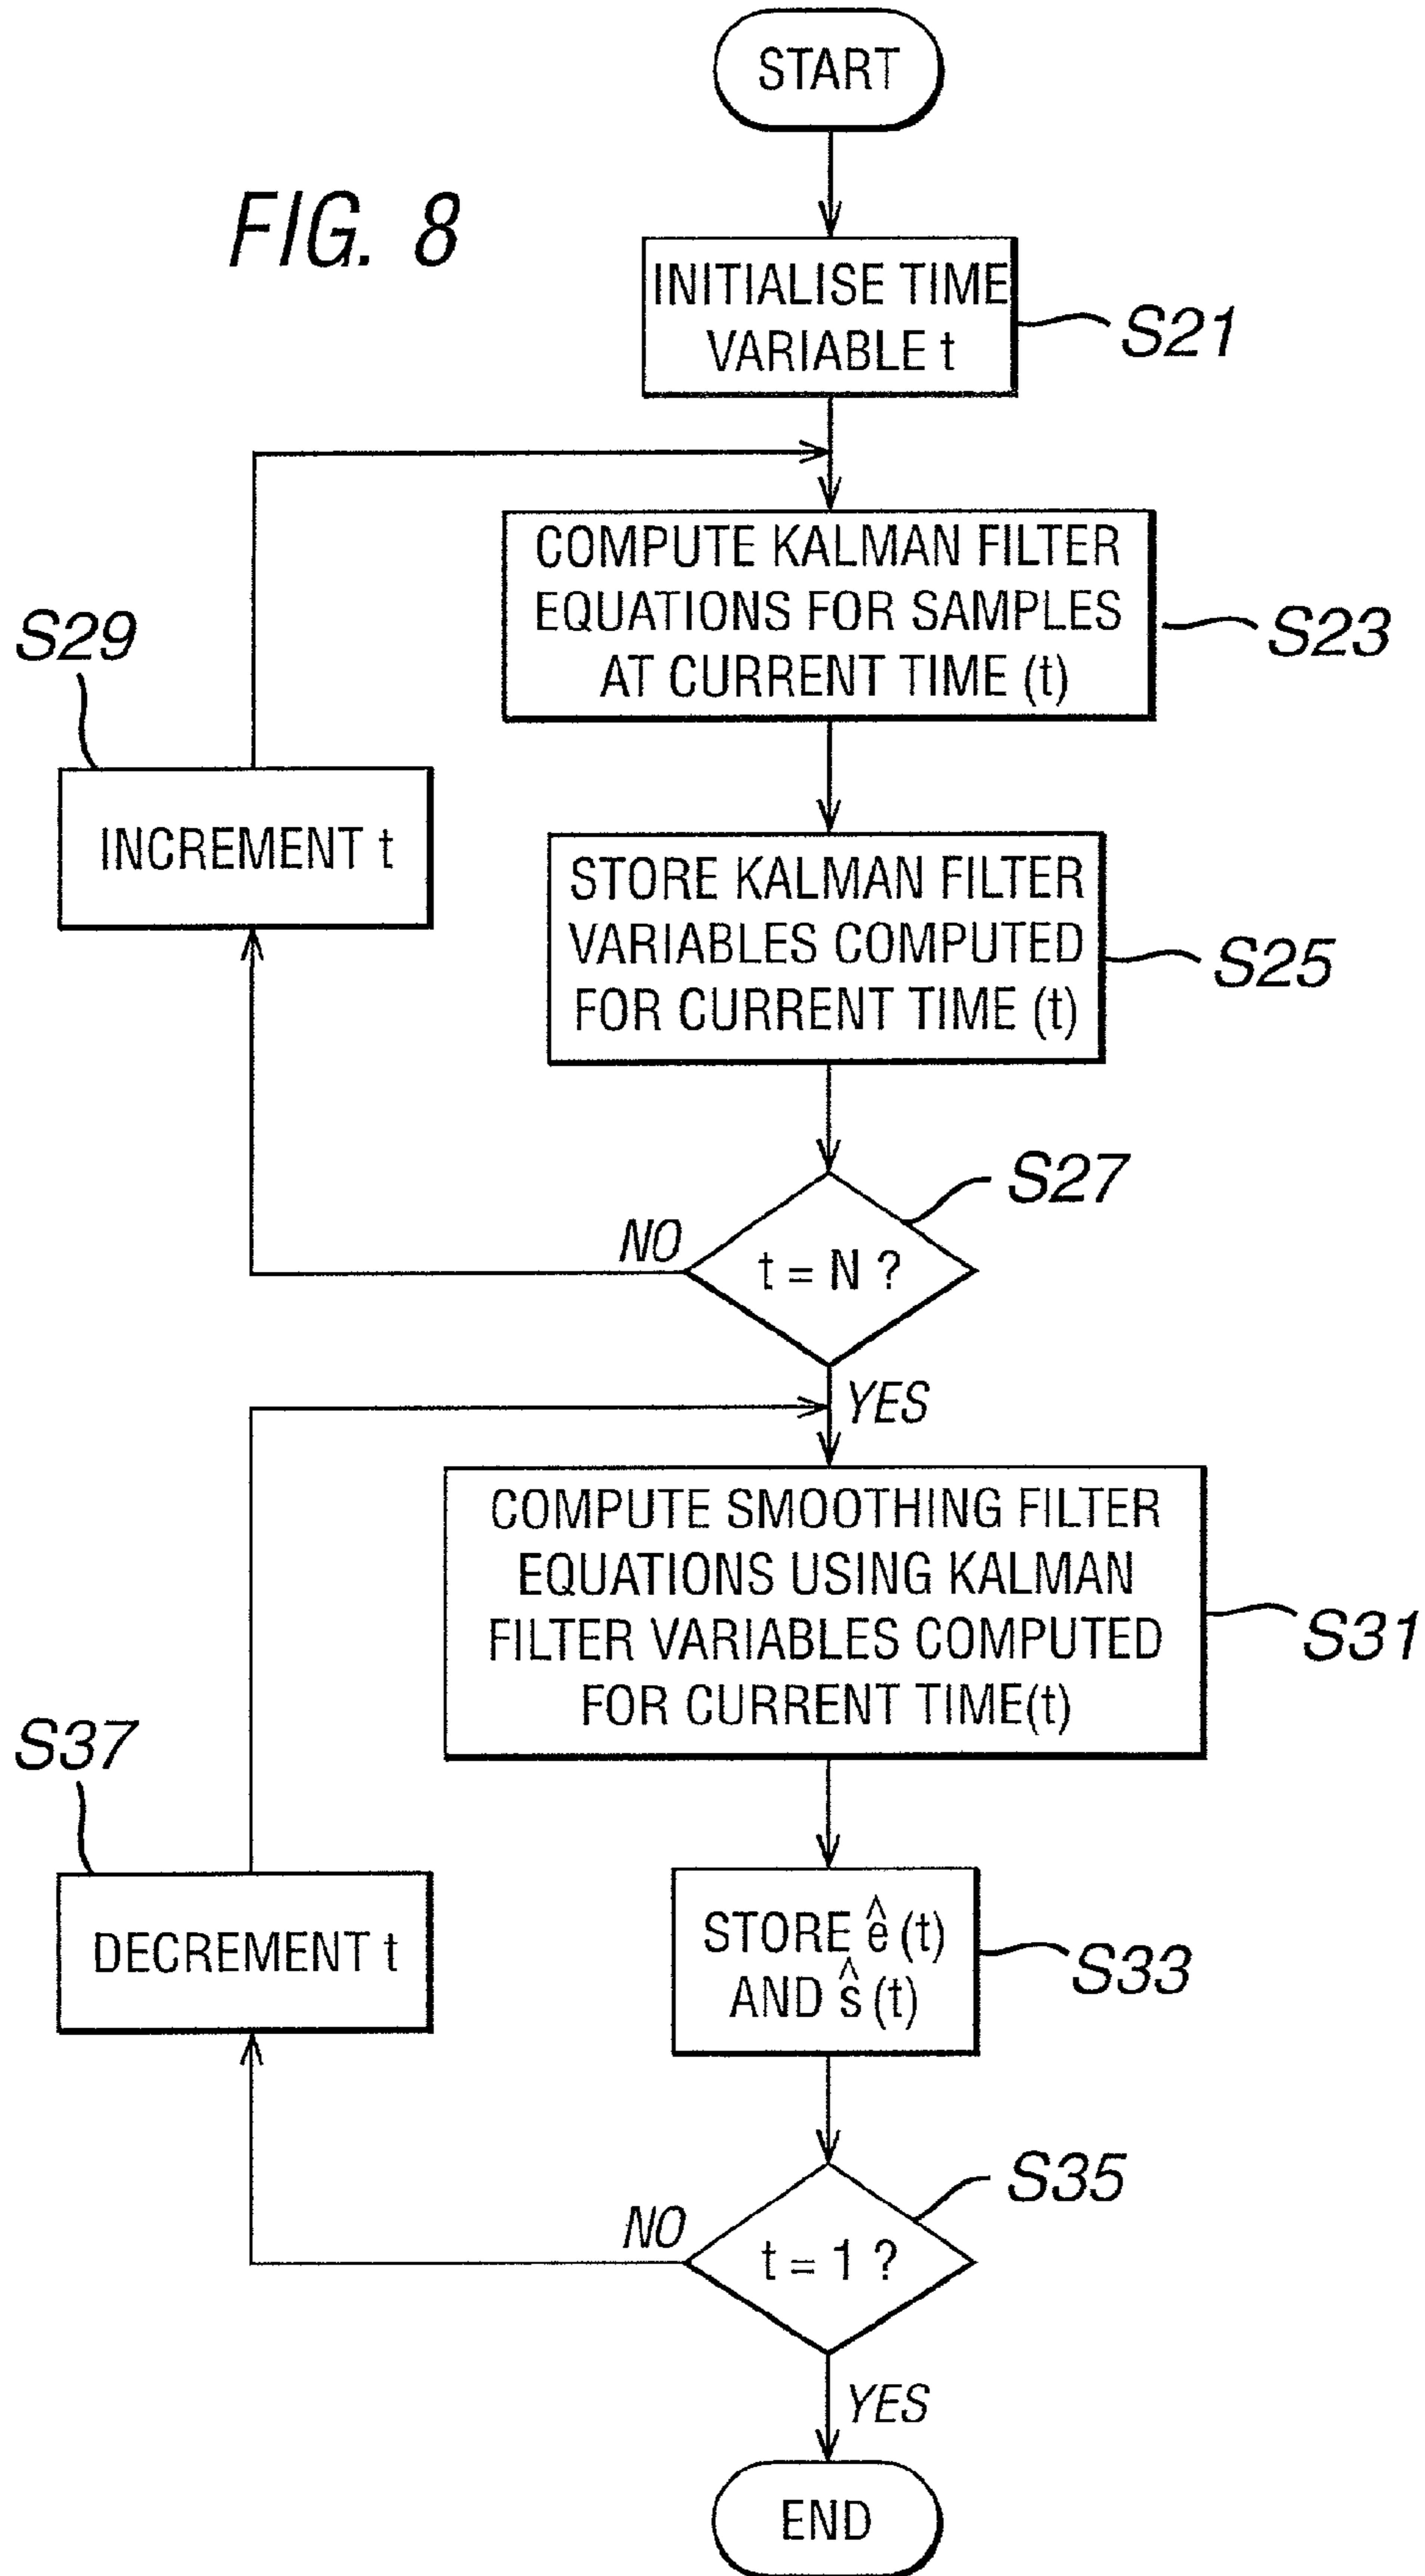 START
FIG. 8
INITIALISE TIME
VARIABLE t
S21
COMPUTE KALMAN FILTER
EQUATIONS FOR SAMPLES
AT CURRENT TIME (t)
S23
S29
INCREMENT t
STORE KALMAN FILTER
VARIABLES COMPUTED
FOR CURRENT TIME (t)
S25
S27
NO
t = N ?
YES
COMPUTE SMOOTHING FILTER
EQUATIONS USING KALMAN
FILTER VARIABLES COMPUTED
FOR CURRENT TIME(t)
S31
S37
DECREMENT t
STORE ê (t)
AND ŝ (t)
S33
S35
NO
t = 1 ?
YES
END